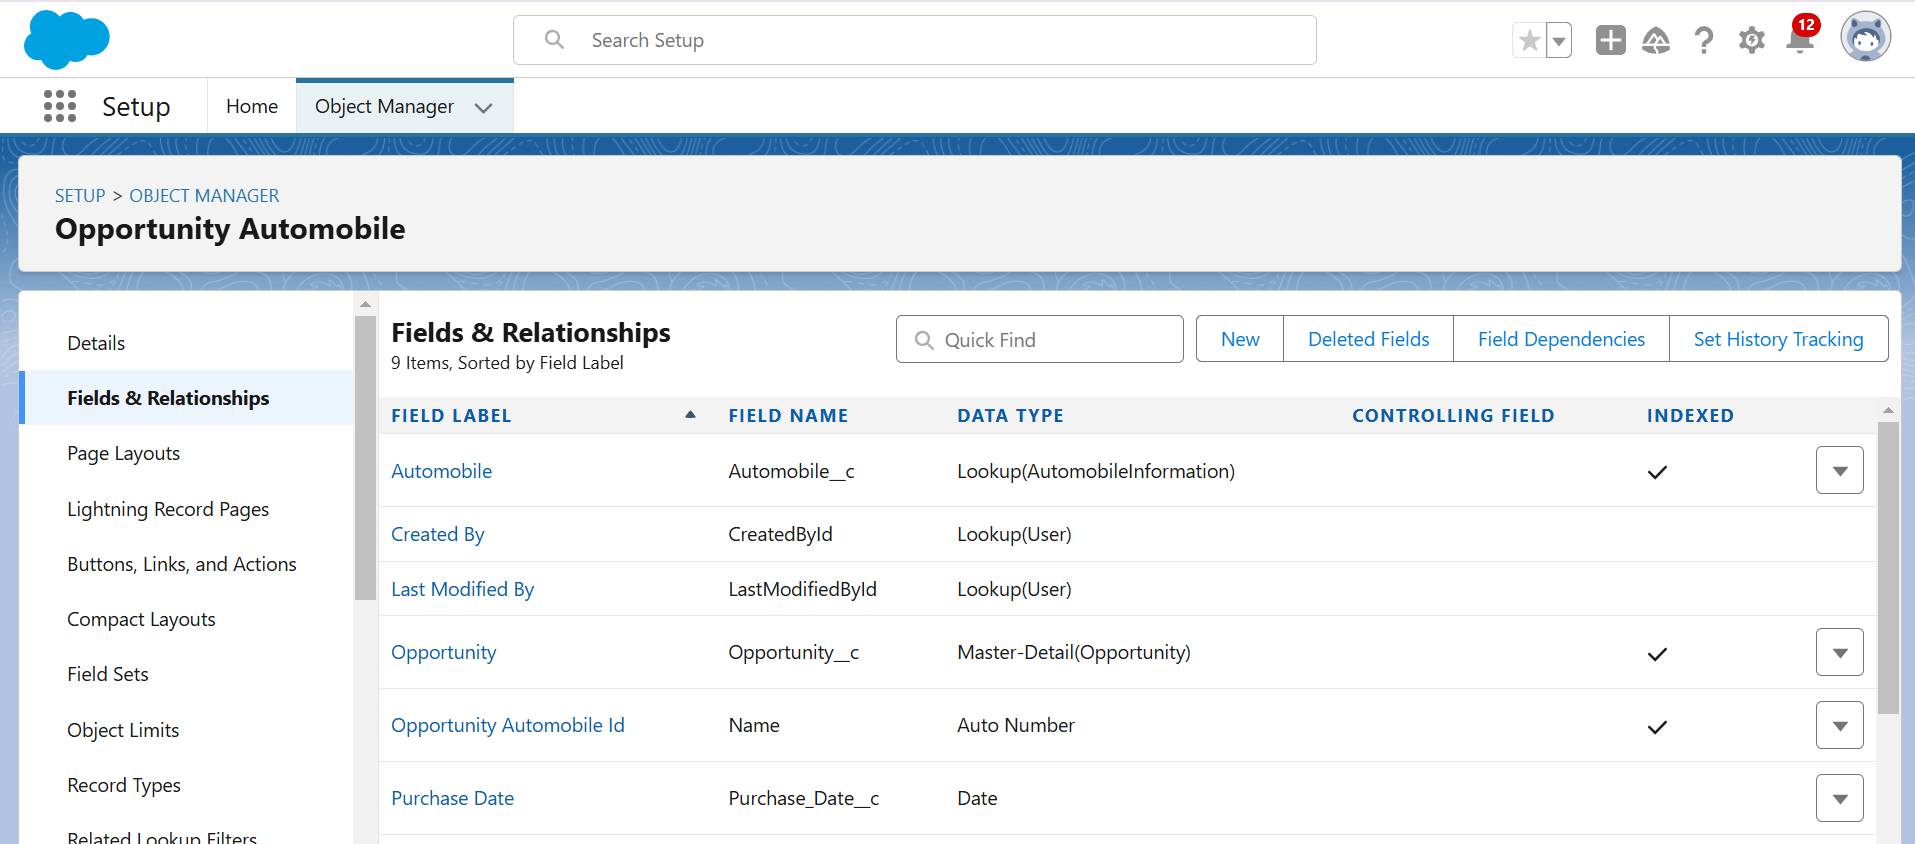 Search Setup
12
Setup
Home
Object Manager
SETUP > OBJECT MANAGER
Opportunity Automobile
Details
Fields & Relationships
Page Layouts
Lightning Record Pages
Buttons, Links, and Actions
Compact Layouts
Field Sets
Object Limits
Record Types
Related Lookup Filters
Fields & Relationships
9 Items, Sorted by Field Label
Quick Find
New
Deleted Fields
Field Dependencies
Set History Tracking
FIELD LABEL FIELD NAME DATA TYPE CONTROLLING FIELD INDEXED
Automobile Automobile__c Lookup(AutomobileInformation)
Created By CreatedById Lookup(User)
Last Modified By LastModifiedById Lookup(User)
Opportunity Opportunity__c Master-Detail(Opportunity)
Opportunity Automobile Id Name Auto Number
Purchase Date Purchase_Date__c Date